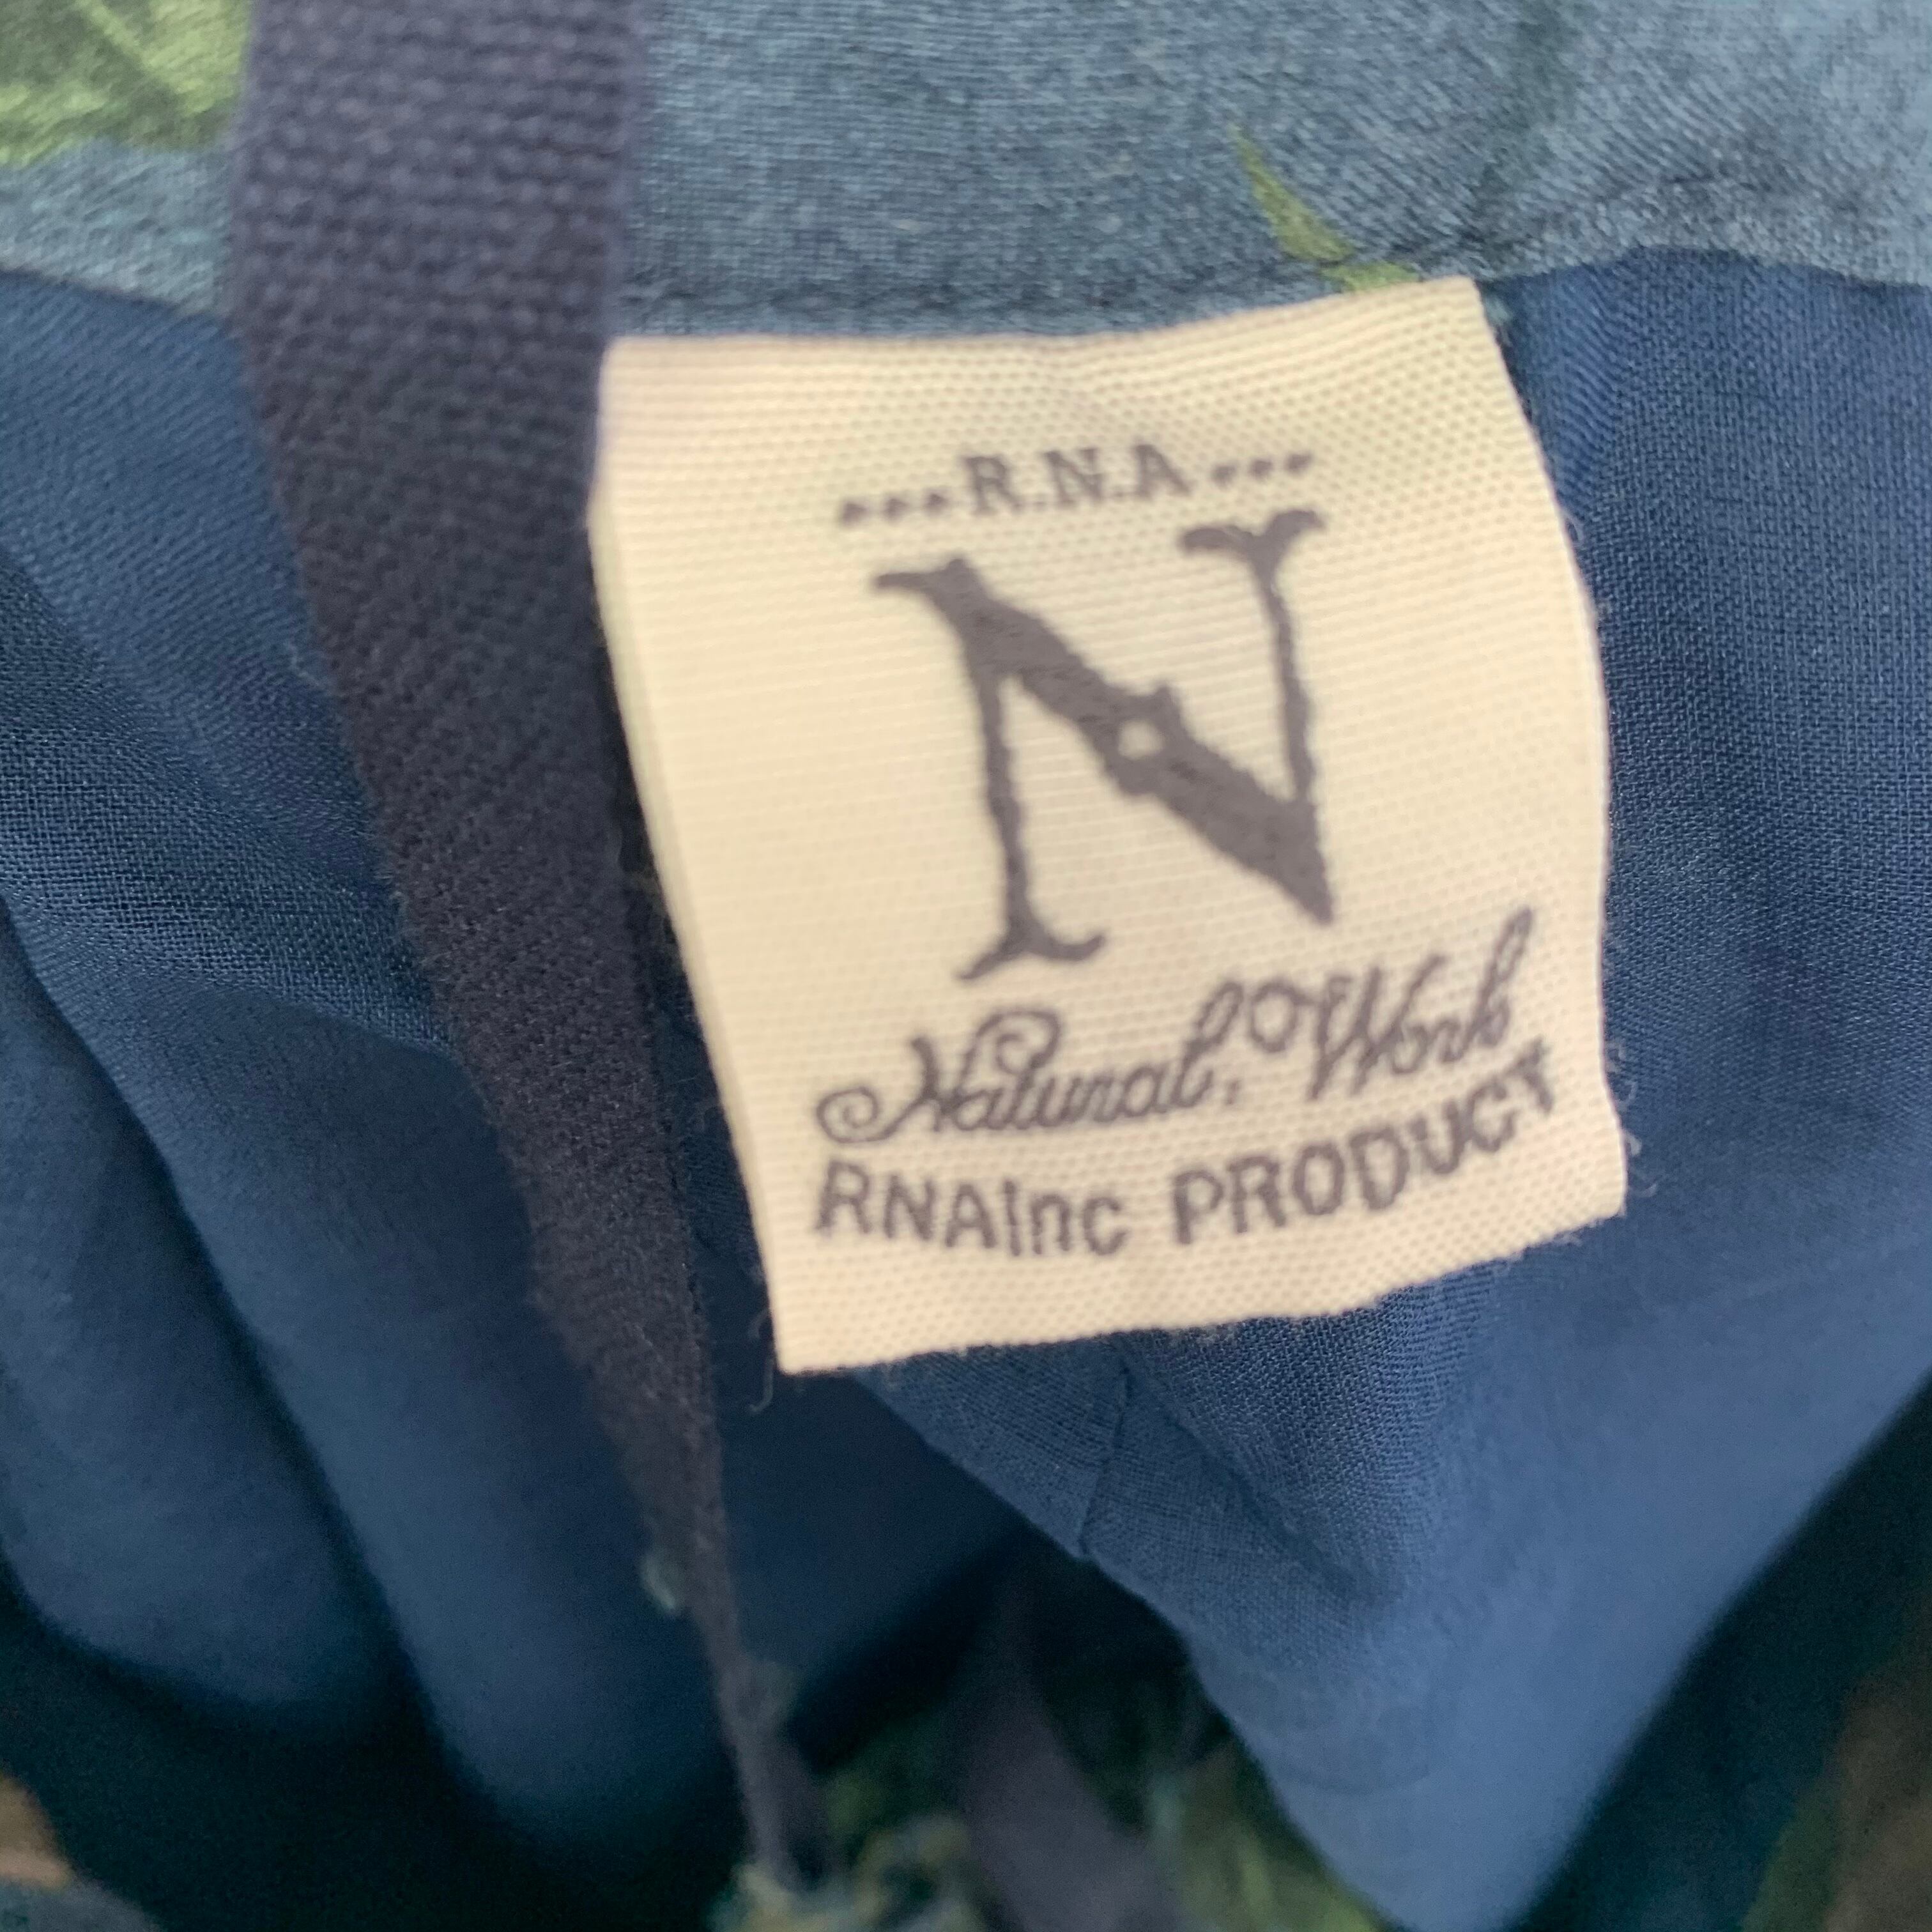 R.N.A
N
Natural. Work
RNAInc PRODUCT